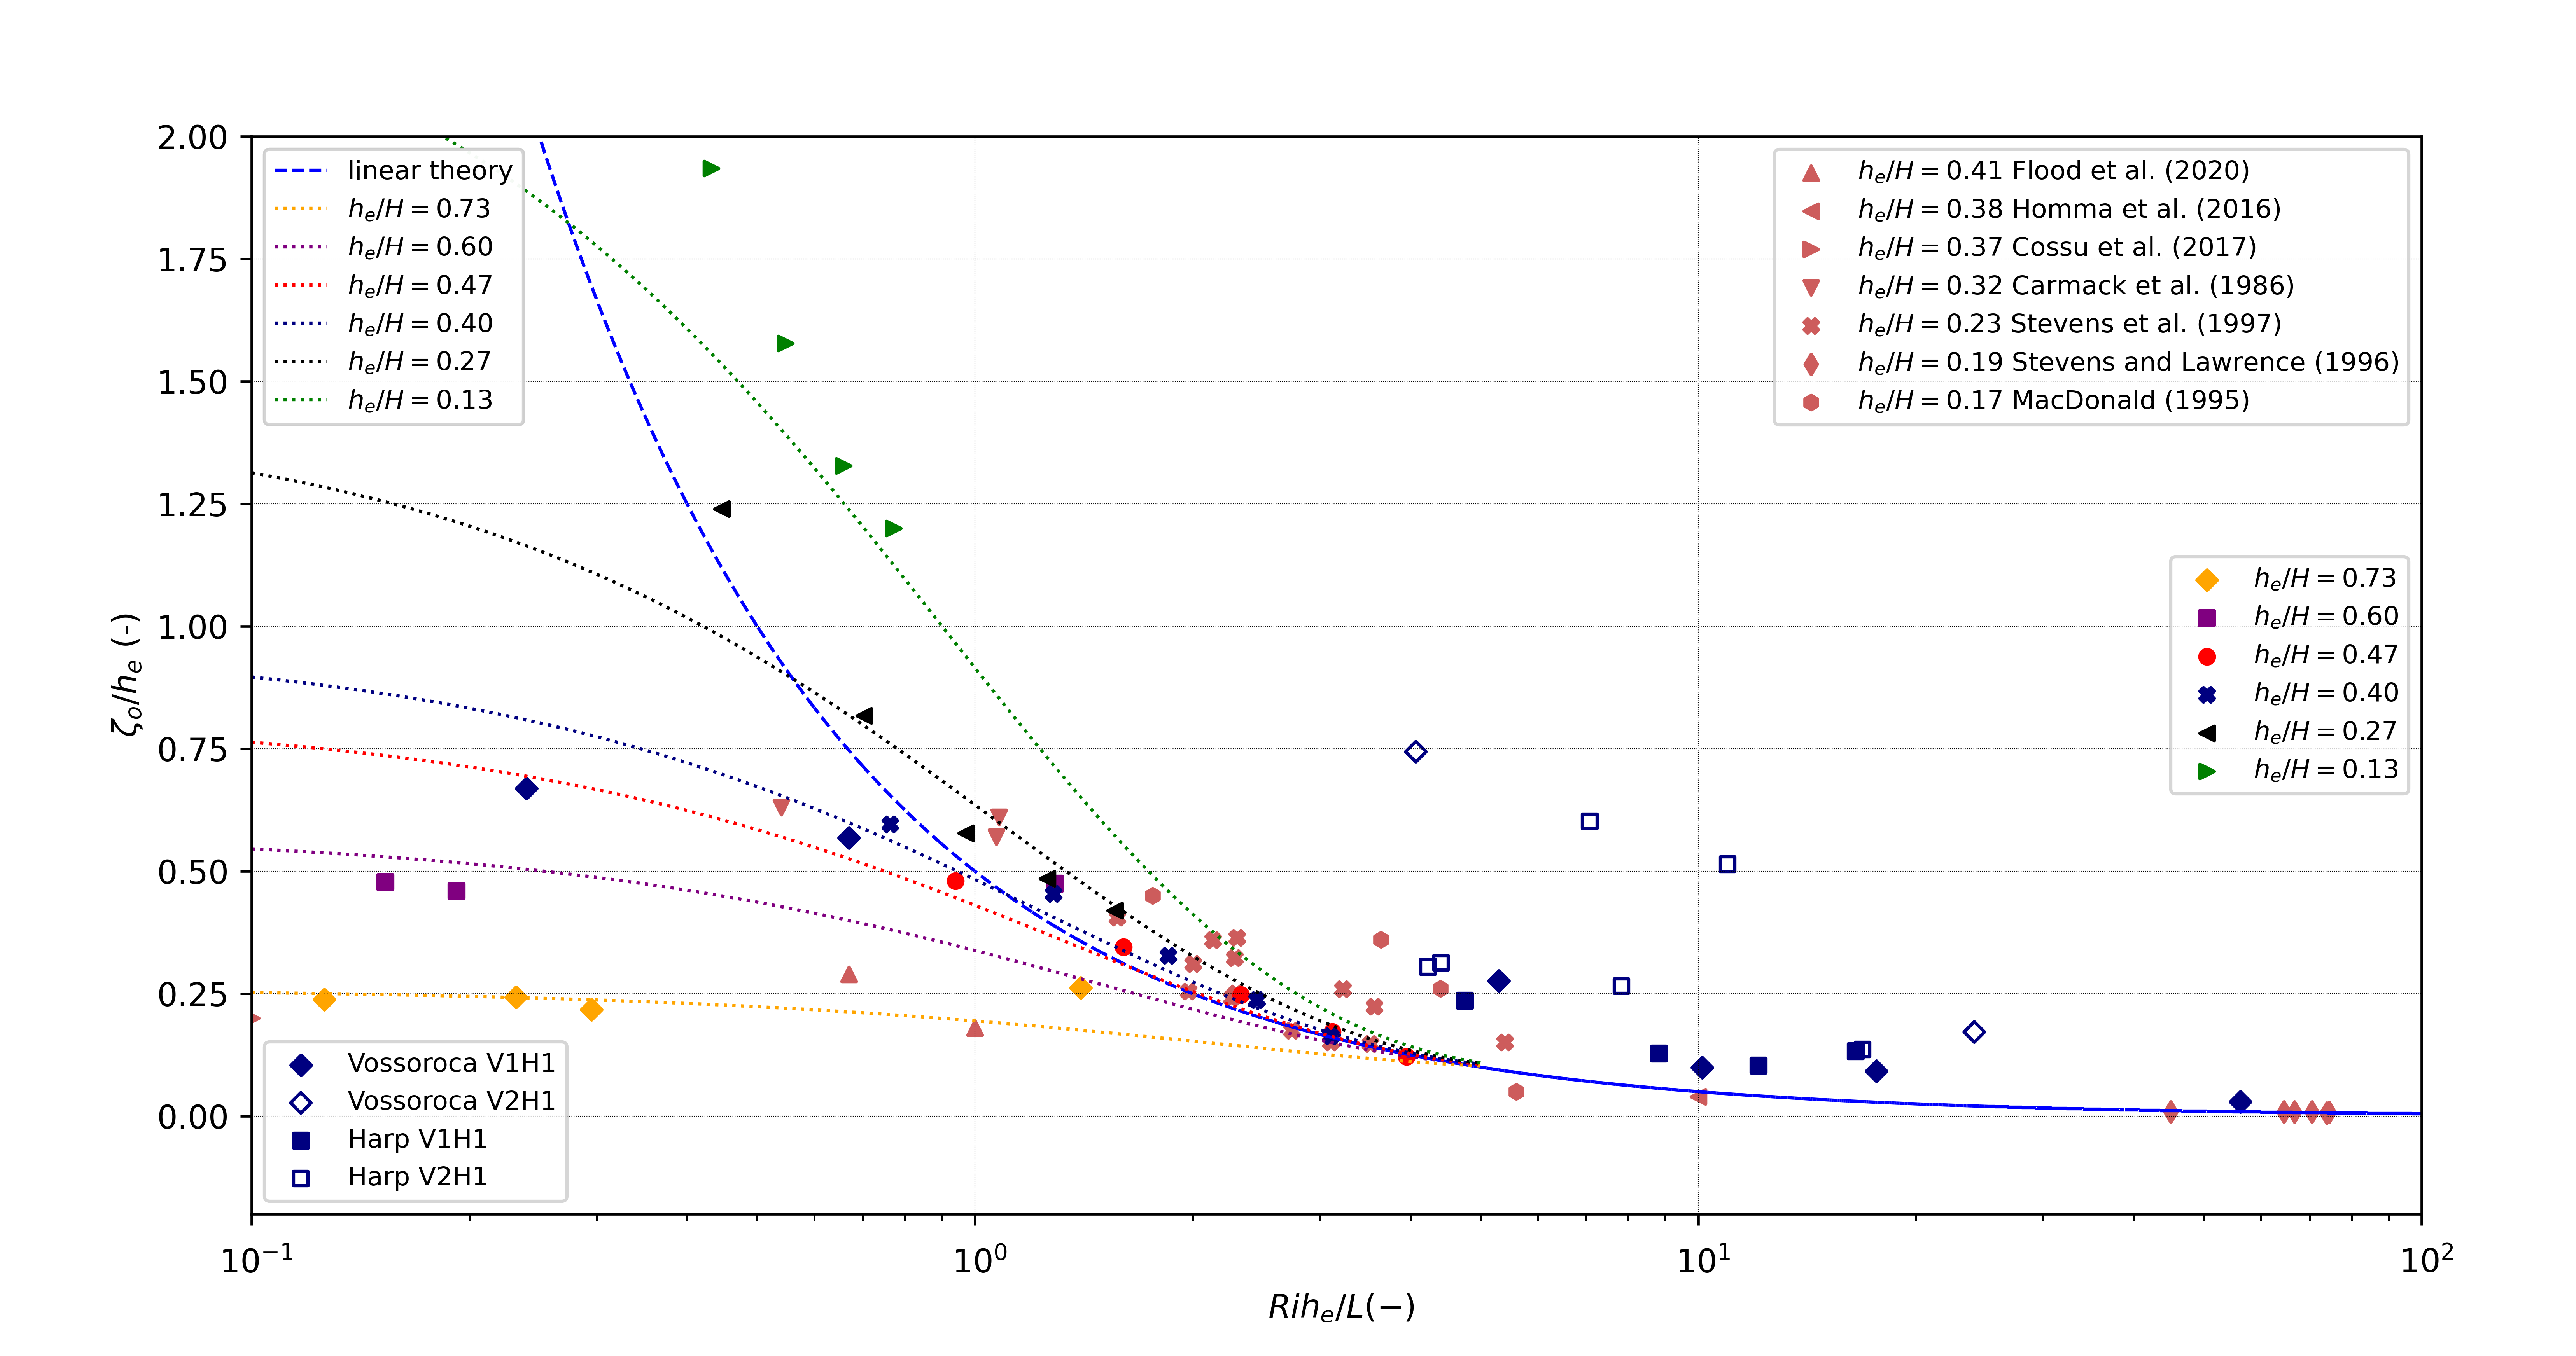 2.00
1.75
1.50
1.25
1.00
0.75
0.50
0.25
0.00
ζₒ/hₑ (-)
linear theory
hₑ/H = 0.73
hₑ/H = 0.60
hₑ/H = 0.47
hₑ/H = 0.40
hₑ/H = 0.27
hₑ/H = 0.13
hₑ/H = 0.41 Flood et al. (2020)
hₑ/H = 0.38 Homma et al. (2016)
hₑ/H = 0.37 Cossu et al. (2017)
hₑ/H = 0.32 Carmack et al. (1986)
hₑ/H = 0.23 Stevens et al. (1997)
hₑ/H = 0.19 Stevens and Lawrence (1996)
hₑ/H = 0.17 MacDonald (1995)
hₑ/H = 0.73
hₑ/H = 0.60
hₑ/H = 0.47
hₑ/H = 0.40
hₑ/H = 0.27
hₑ/H = 0.13
Vossoroca V1H1
Vossoroca V2H1
Harp V1H1
Harp V2H1
10⁻¹
10⁰
10¹
10²
Rihₑ/L(−)